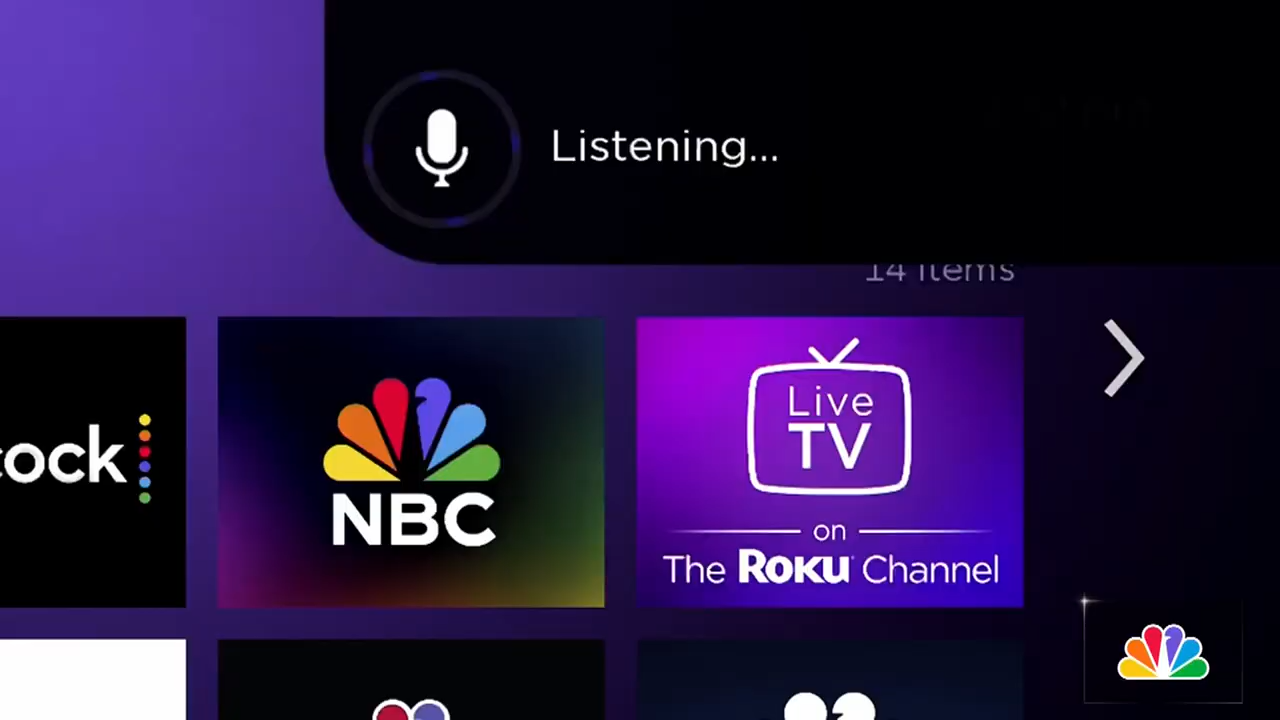 Listening...
14 items
cock
NBC
Live
TV
on
The Roku Channel